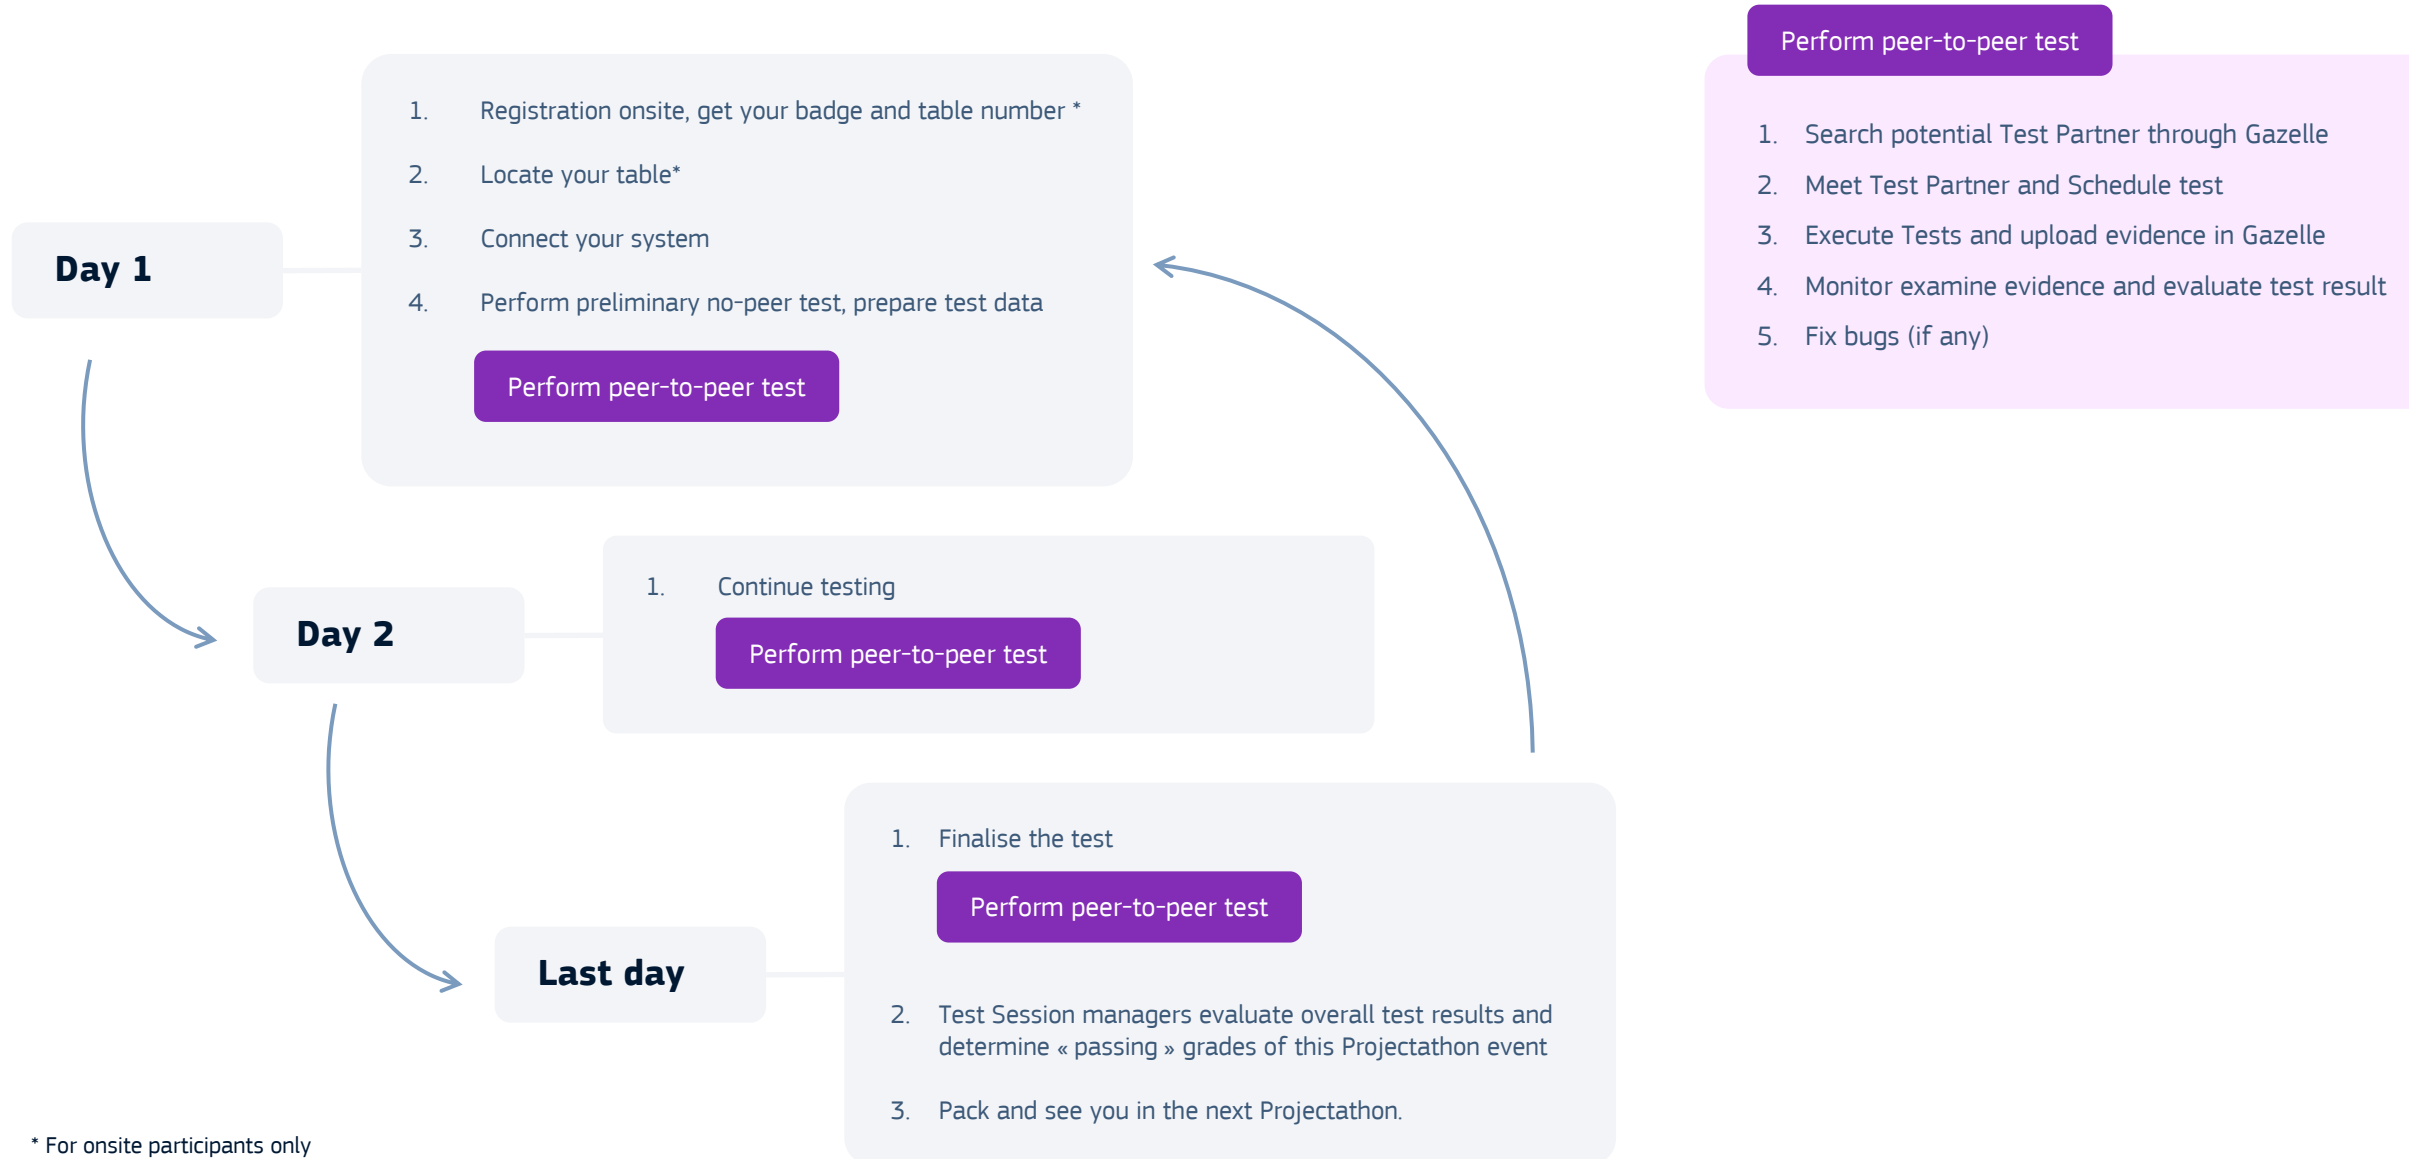 Perform peer-to-peer test
1. Search potential Test Partner through Gazelle
2. Meet Test Partner and Schedule test
3. Execute Tests and upload evidence in Gazelle
4. Monitor examine evidence and evaluate test result
5. Fix bugs (if any)
Day 1
1. Registration onsite, get your badge and table number *
2. Locate your table*
3. Connect your system
4. Perform preliminary no-peer test, prepare test data
Perform peer-to-peer test
Day 2
1. Continue testing
Perform peer-to-peer test
Last day
1. Finalise the test
Perform peer-to-peer test
2. Test Session managers evaluate overall test results and
determine « passing » grades of this Projectathon event
3. Pack and see you in the next Projectathon.
* For onsite participants only